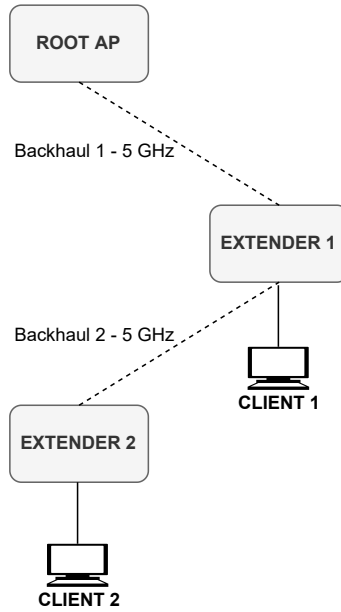 ROOT AP
Backhaul 1 - 5 GHz
EXTENDER 1
Backhaul 2 - 5 GHz
CLIENT 1
EXTENDER 2
CLIENT 2